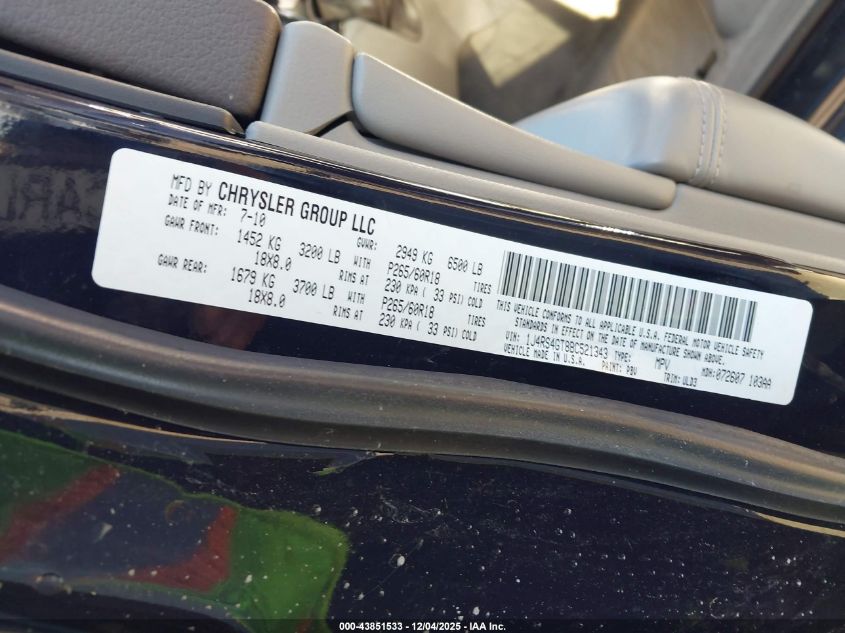 MFD BY CHRYSLER GROUP LLC
DATE OF MFR: 7-10 GVWR: 2949 KG 6500 LB
GAWR FRONT: 1452 KG 3200 LB WITH P265/60R18 TIRES
18X8.0 RIMS AT 230 KPA ( 33 PSI) COLD
GAWR REAR: 1679 KG 3700 LB WITH P265/60R18 TIRES
18X8.0 RIMS AT 230 KPA ( 33 PSI) COLD
THIS VEHICLE CONFORMS TO ALL APPLICABLE U.S.A. FEDERAL MOTOR VEHICLE SAFETY
STANDARDS IN EFFECT ON THE DATE OF MANUFACTURE SHOWN ABOVE.
VIN: 1J4RS4GT8BC521343 TYPE: MPV
VEHICLE MADE IN U.S.A. PAINT: PBV MDH: 072607 103AA
TRIM: ULD3
000-43851533 - 12/04/2025 - IAA Inc.